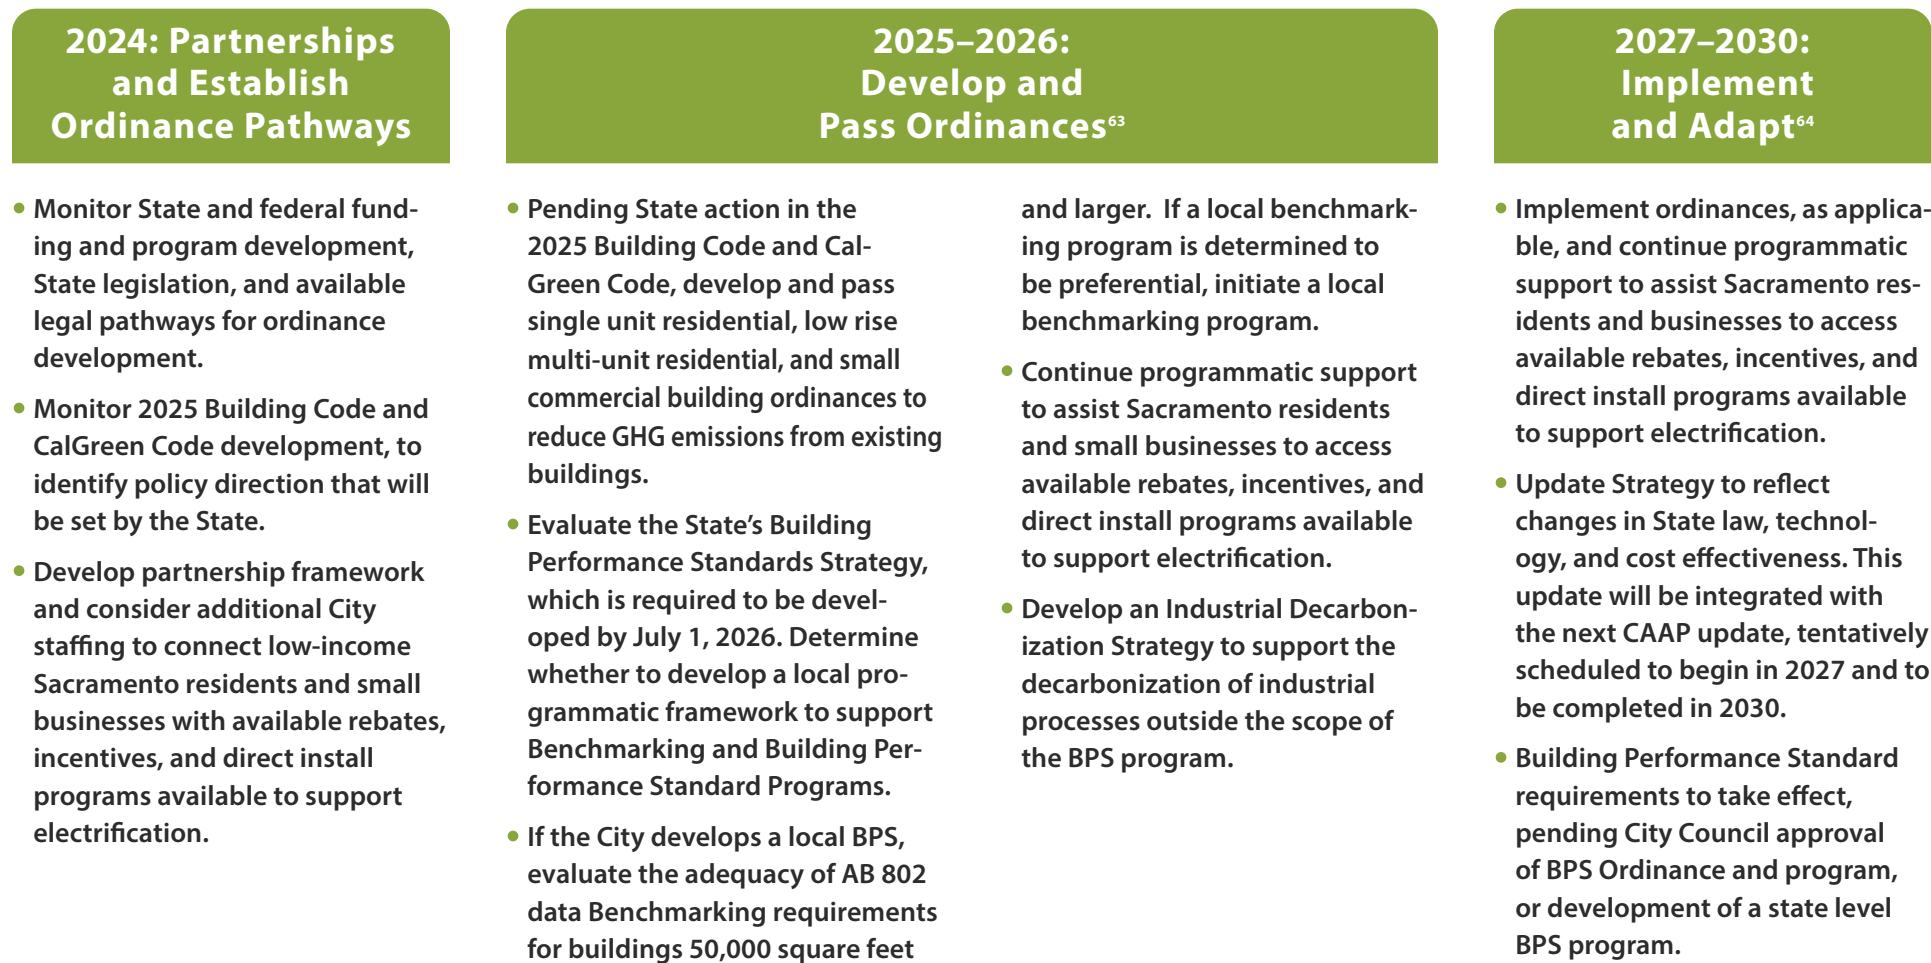 2024: Partnerships
and Establish
Ordinance Pathways
• Monitor State and federal fund-
ing and program development,
State legislation, and available
legal pathways for ordinance
development.
• Monitor 2025 Building Code and
CalGreen Code development, to
identify policy direction that will
be set by the State.
• Develop partnership framework
and consider additional City
staffing to connect low-income
Sacramento residents and small
businesses with available rebates,
incentives, and direct install
programs available to support
electrification.
2025–2026:
Develop and
Pass Ordinances⁶³
• Pending State action in the
2025 Building Code and Cal-
Green Code, develop and pass
single unit residential, low rise
multi-unit residential, and small
commercial building ordinances to
reduce GHG emissions from existing
buildings.
• Evaluate the State’s Building
Performance Standards Strategy,
which is required to be devel-
oped by July 1, 2026. Determine
whether to develop a local pro-
grammatic framework to support
Benchmarking and Building Per-
formance Standard Programs.
• If the City develops a local BPS,
evaluate the adequacy of AB 802
data Benchmarking requirements
for buildings 50,000 square feet
and larger.  If a local benchmark-
ing program is determined to
be preferential, initiate a local
benchmarking program.
• Continue programmatic support
to assist Sacramento residents
and small businesses to access
available rebates, incentives, and
direct install programs available
to support electrification.
• Develop an Industrial Decarbon-
ization Strategy to support the
decarbonization of industrial
processes outside the scope of
the BPS program.
2027–2030:
Implement
and Adapt⁶⁴
• Implement ordinances, as applica-
ble, and continue programmatic
support to assist Sacramento res-
idents and businesses to access
available rebates, incentives, and
direct install programs available
to support electrification.
• Update Strategy to reflect
changes in State law, technol-
ogy, and cost effectiveness. This
update will be integrated with
the next CAAP update, tentatively
scheduled to begin in 2027 and to
be completed in 2030.
• Building Performance Standard
requirements to take effect,
pending City Council approval
of BPS Ordinance and program,
or development of a state level
BPS program.